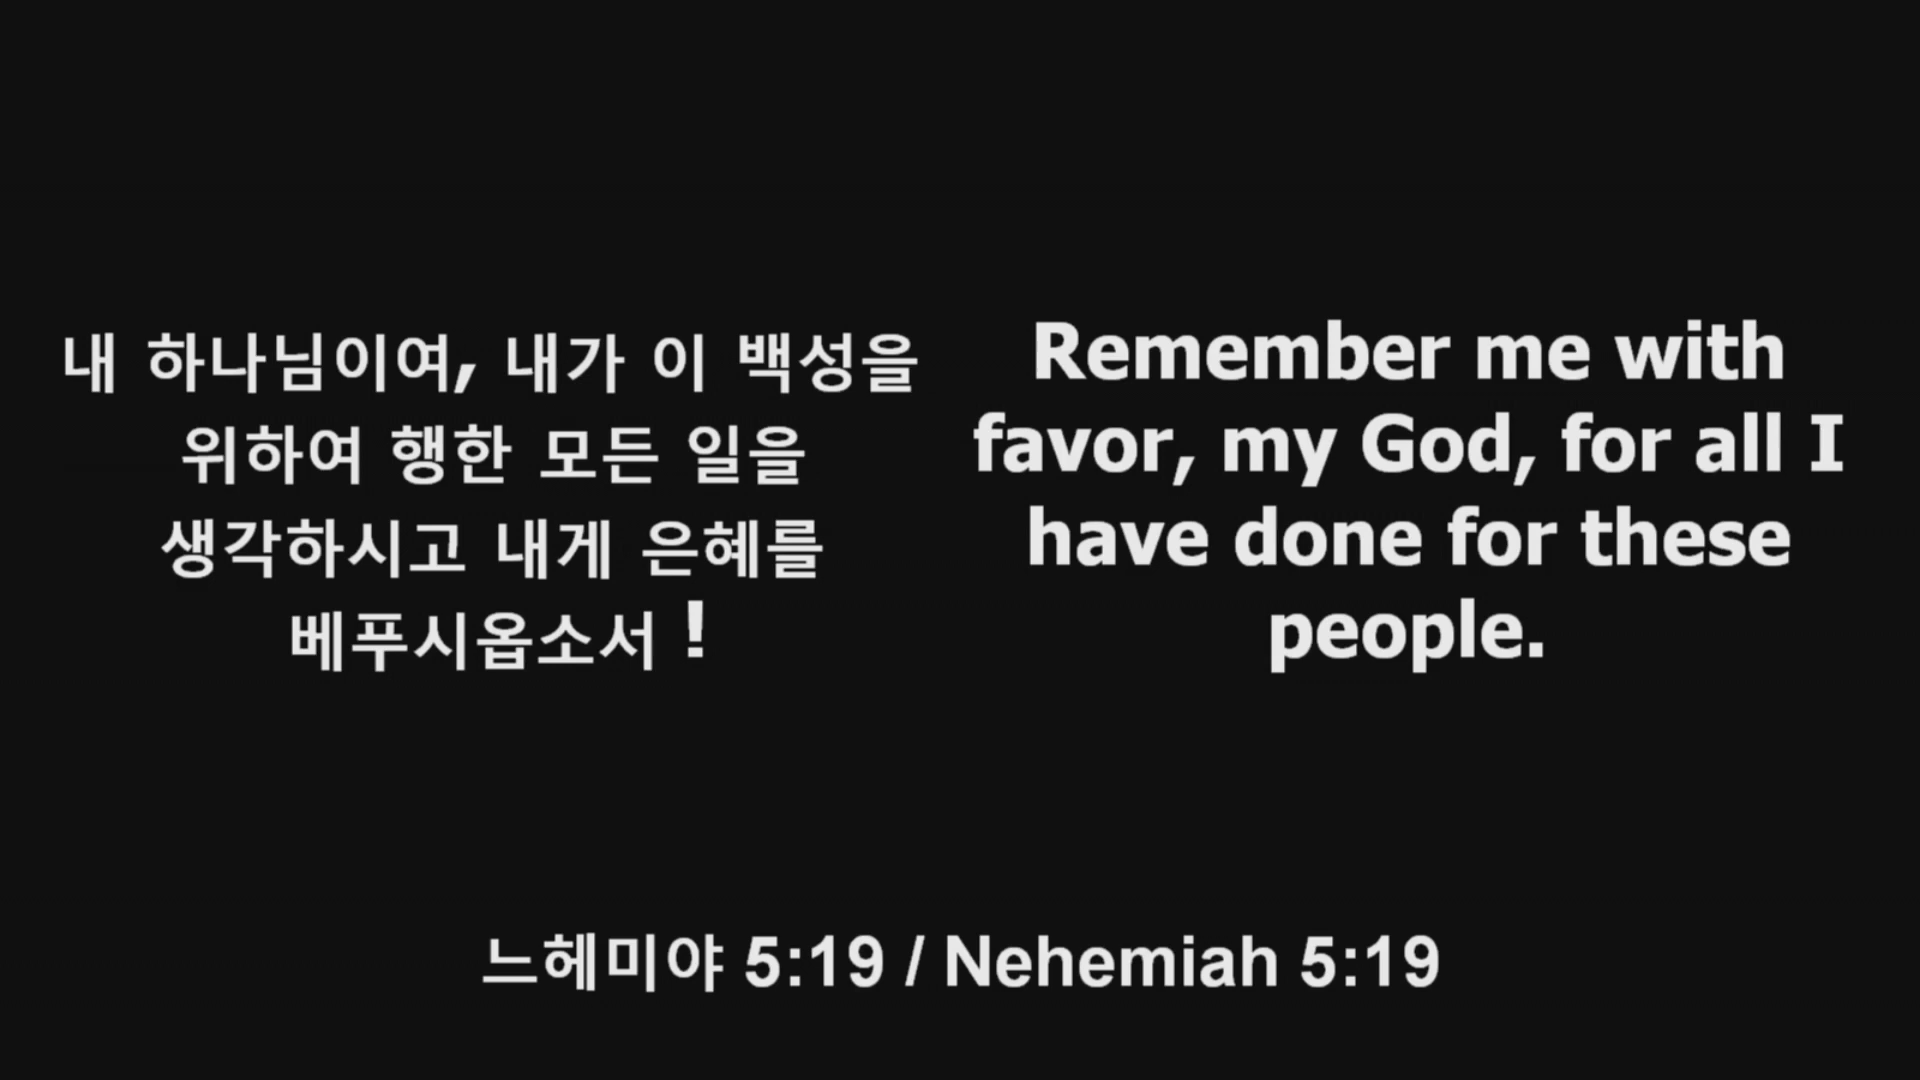 내 하나님이여, 내가 이 백성을
위하여 행한 모든 일을
생각하시고 내게 은혜를
베푸시옵소서 !
Remember me with
favor, my God, for all I
have done for these
people.
느헤미야 5:19 / Nehemiah 5:19